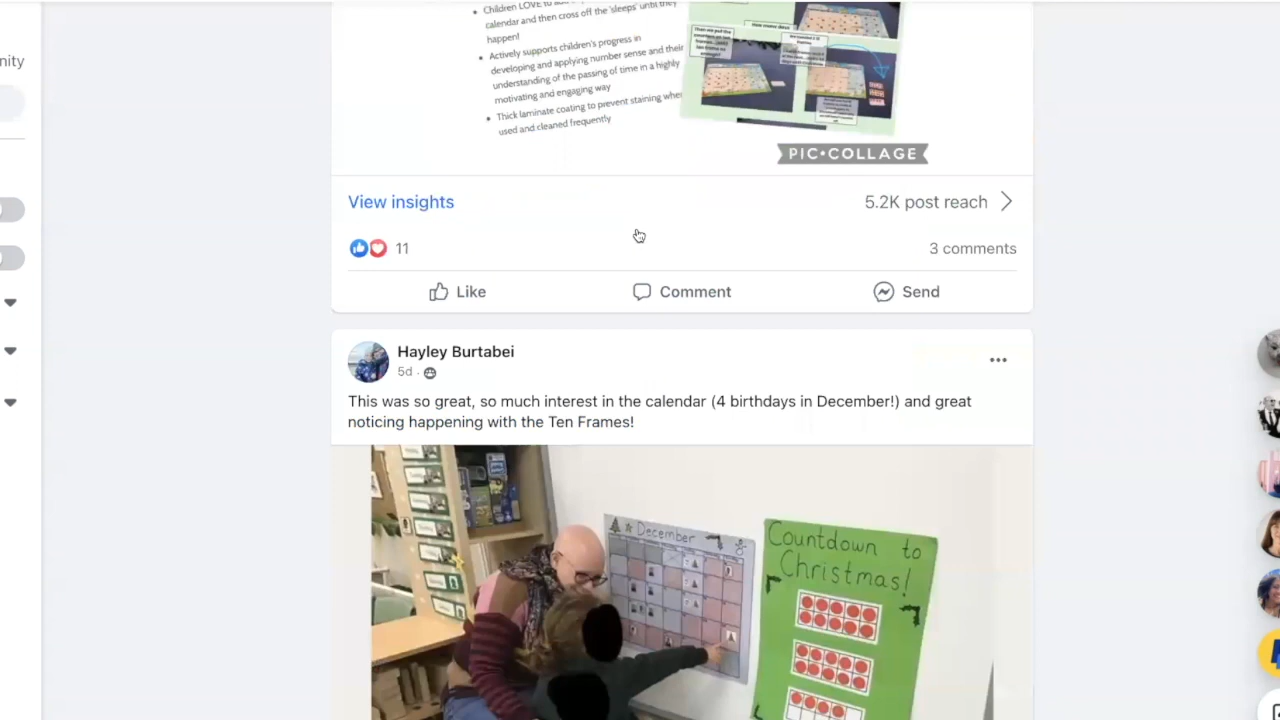 nity
Children LOVE to
calendar and then cross off the 'sleeps' until they
happen!
Actively supports children's progress in
developing and applying number sense and their
understanding of the passing of time in a highly
motivating and engaging way
Thick laminate coating to prevent staining when
used and cleaned frequently
PIC•COLLAGE
View insights
5.2K post reach
11
3 comments
Like
Comment
Send
Hayley Burtabei
5d ·
This was so great, so much interest in the calendar (4 birthdays in December!) and great
noticing happening with the Ten Frames!
December
Countdown to
Christmas!